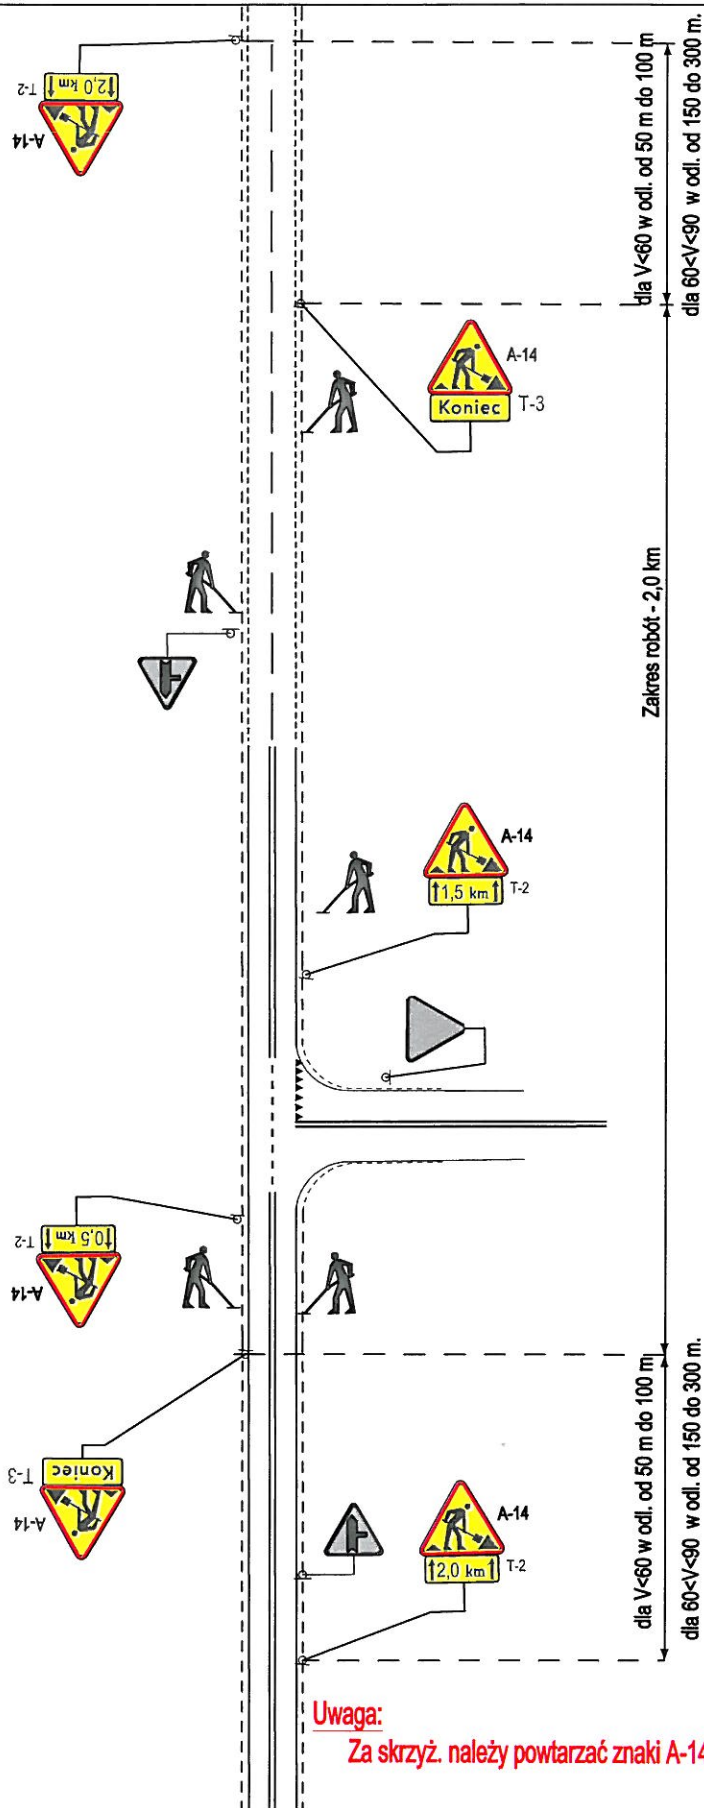 2,0 km
T-2
A-14
dla V<60 w odl. od 50 m do 100 m
dla 60<V<90 w odl. od 150 do 300 m.
A-14
Koniec
T-3
Zakres robót - 2,0 km
A-14
1,5 km
T-2
0,5 km
T-2
A-14
Koniec
T-3
A-14
A-14
2,0 km
T-2
dla V<60 w odl. od 50 m do 100 m
dla 60<V<90 w odl. od 150 do 300 m.
Uwaga:
Za skrzyż. należy powtarzać znaki A-14